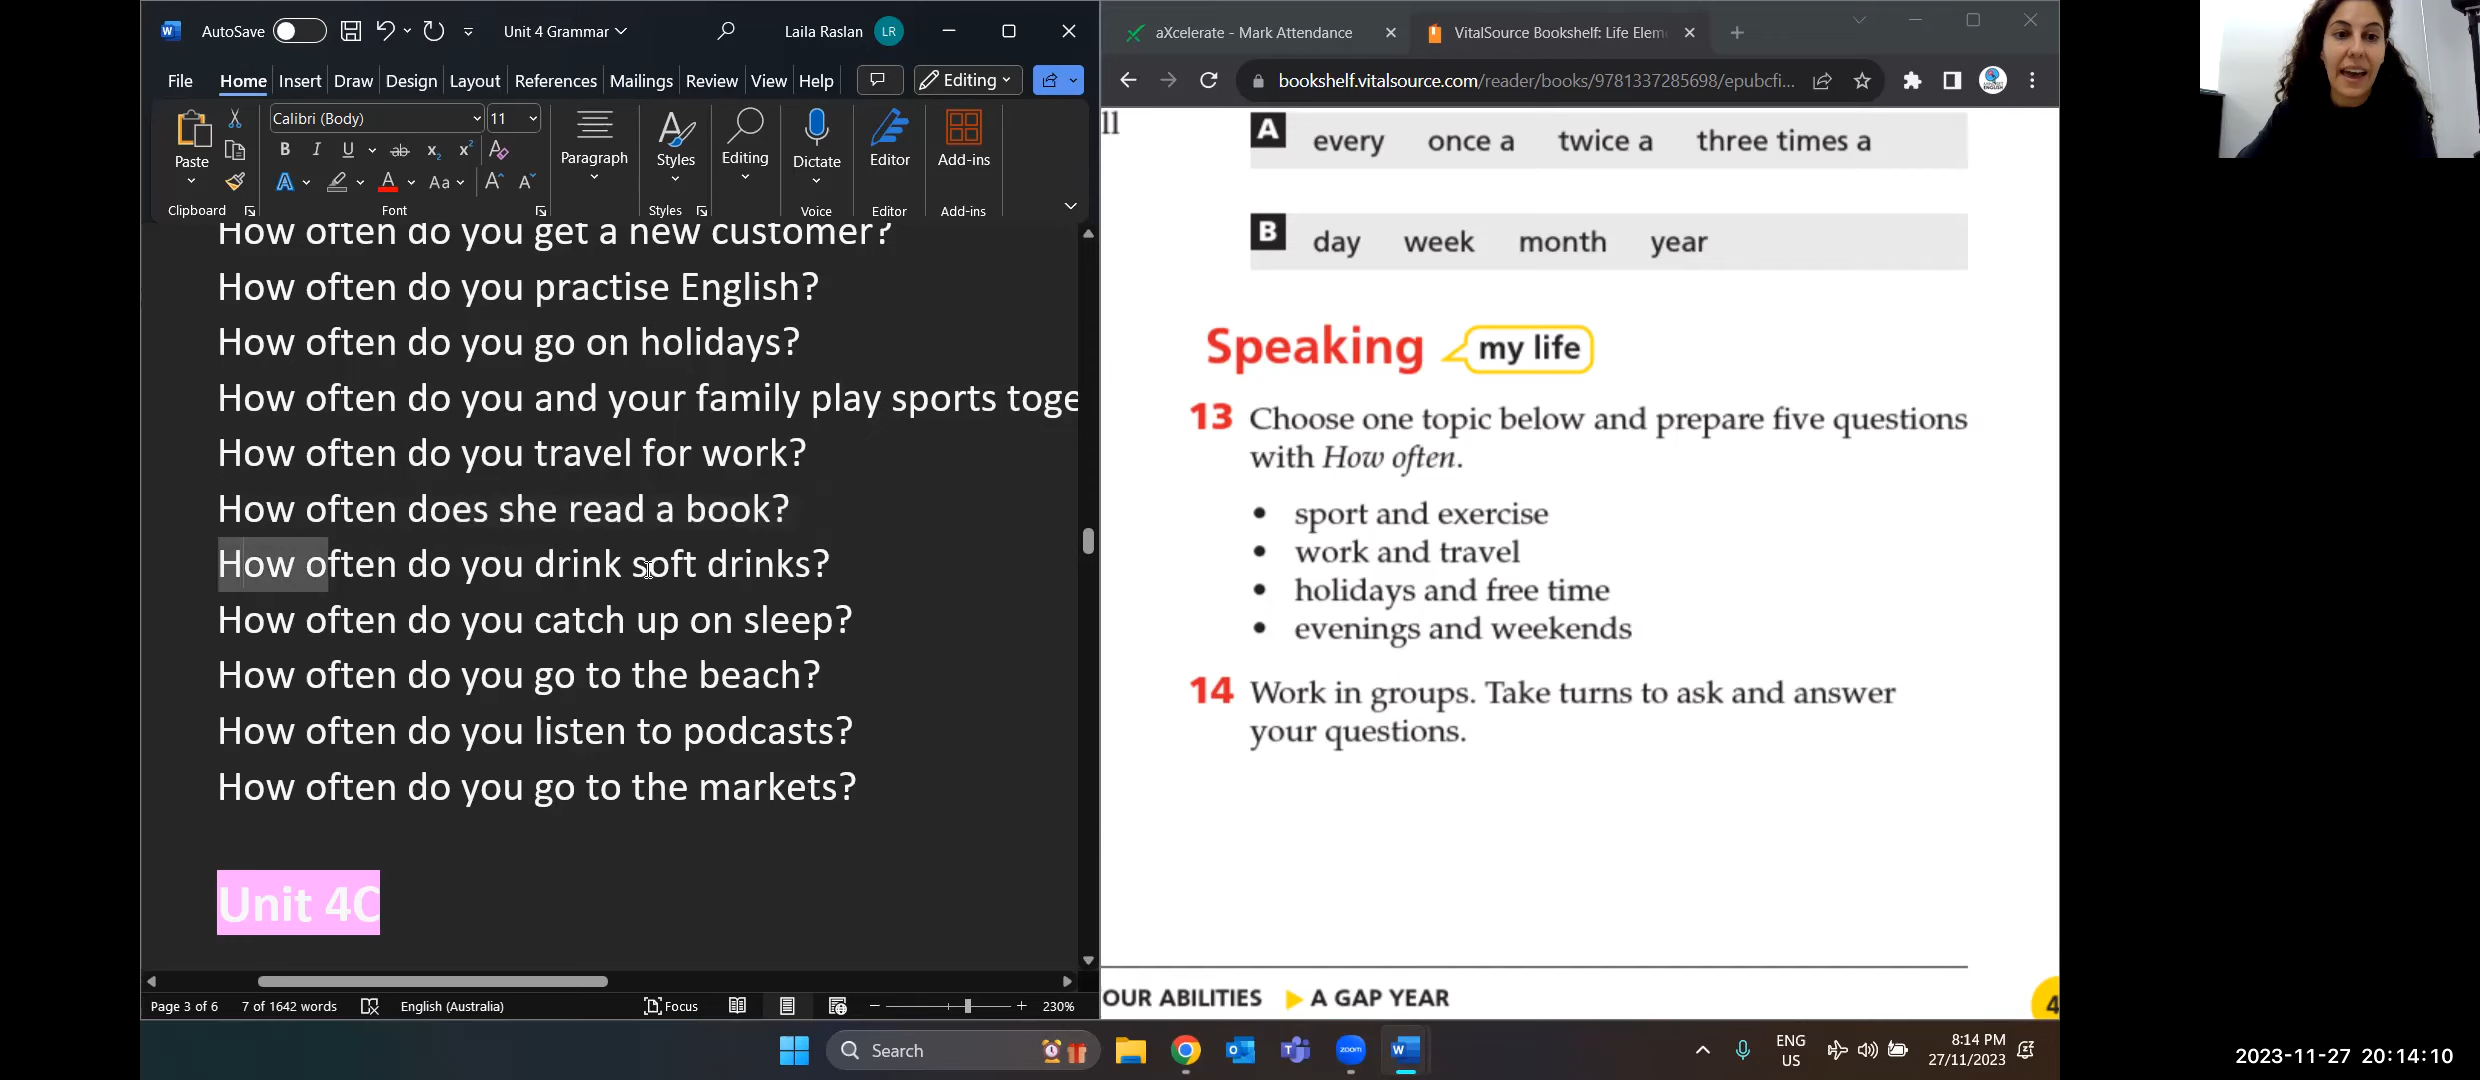 AutoSave
Unit 4 Grammar
Laila Raslan
LR
File Home Insert Draw Design Layout References Mailings Review View Help
Editing
Calibri (Body) 11
Paste
Paragraph
Styles
Editing
Dictate
Editor
Add-ins
Clipboard
Font
Styles
Voice
Editor
Add-ins
How often do you get a new customer?
How often do you practise English?
How often do you go on holidays?
How often do you and your family play sports toge
How often do you travel for work?
How often does she read a book?
How often do you drink soft drinks?
How often do you catch up on sleep?
How often do you go to the beach?
How often do you listen to podcasts?
How often do you go to the markets?
Unit 4C
Page 3 of 6 7 of 1642 words English (Australia) Focus 230%
aXcelerate - Mark Attendance
VitalSource Bookshelf: Life Elem
bookshelf.vitalsource.com/reader/books/9781337285698/epubcfi...
ll
A every once a twice a three times a
B day week month year
Speaking my life
13 Choose one topic below and prepare five questions
with How often.
• sport and exercise
• work and travel
• holidays and free time
• evenings and weekends
14 Work in groups. Take turns to ask and answer
your questions.
OUR ABILITIES ▶ A GAP YEAR
4
Search
zoom
ENG
US
8:14 PM
27/11/2023
2023-11-27 20:14:10